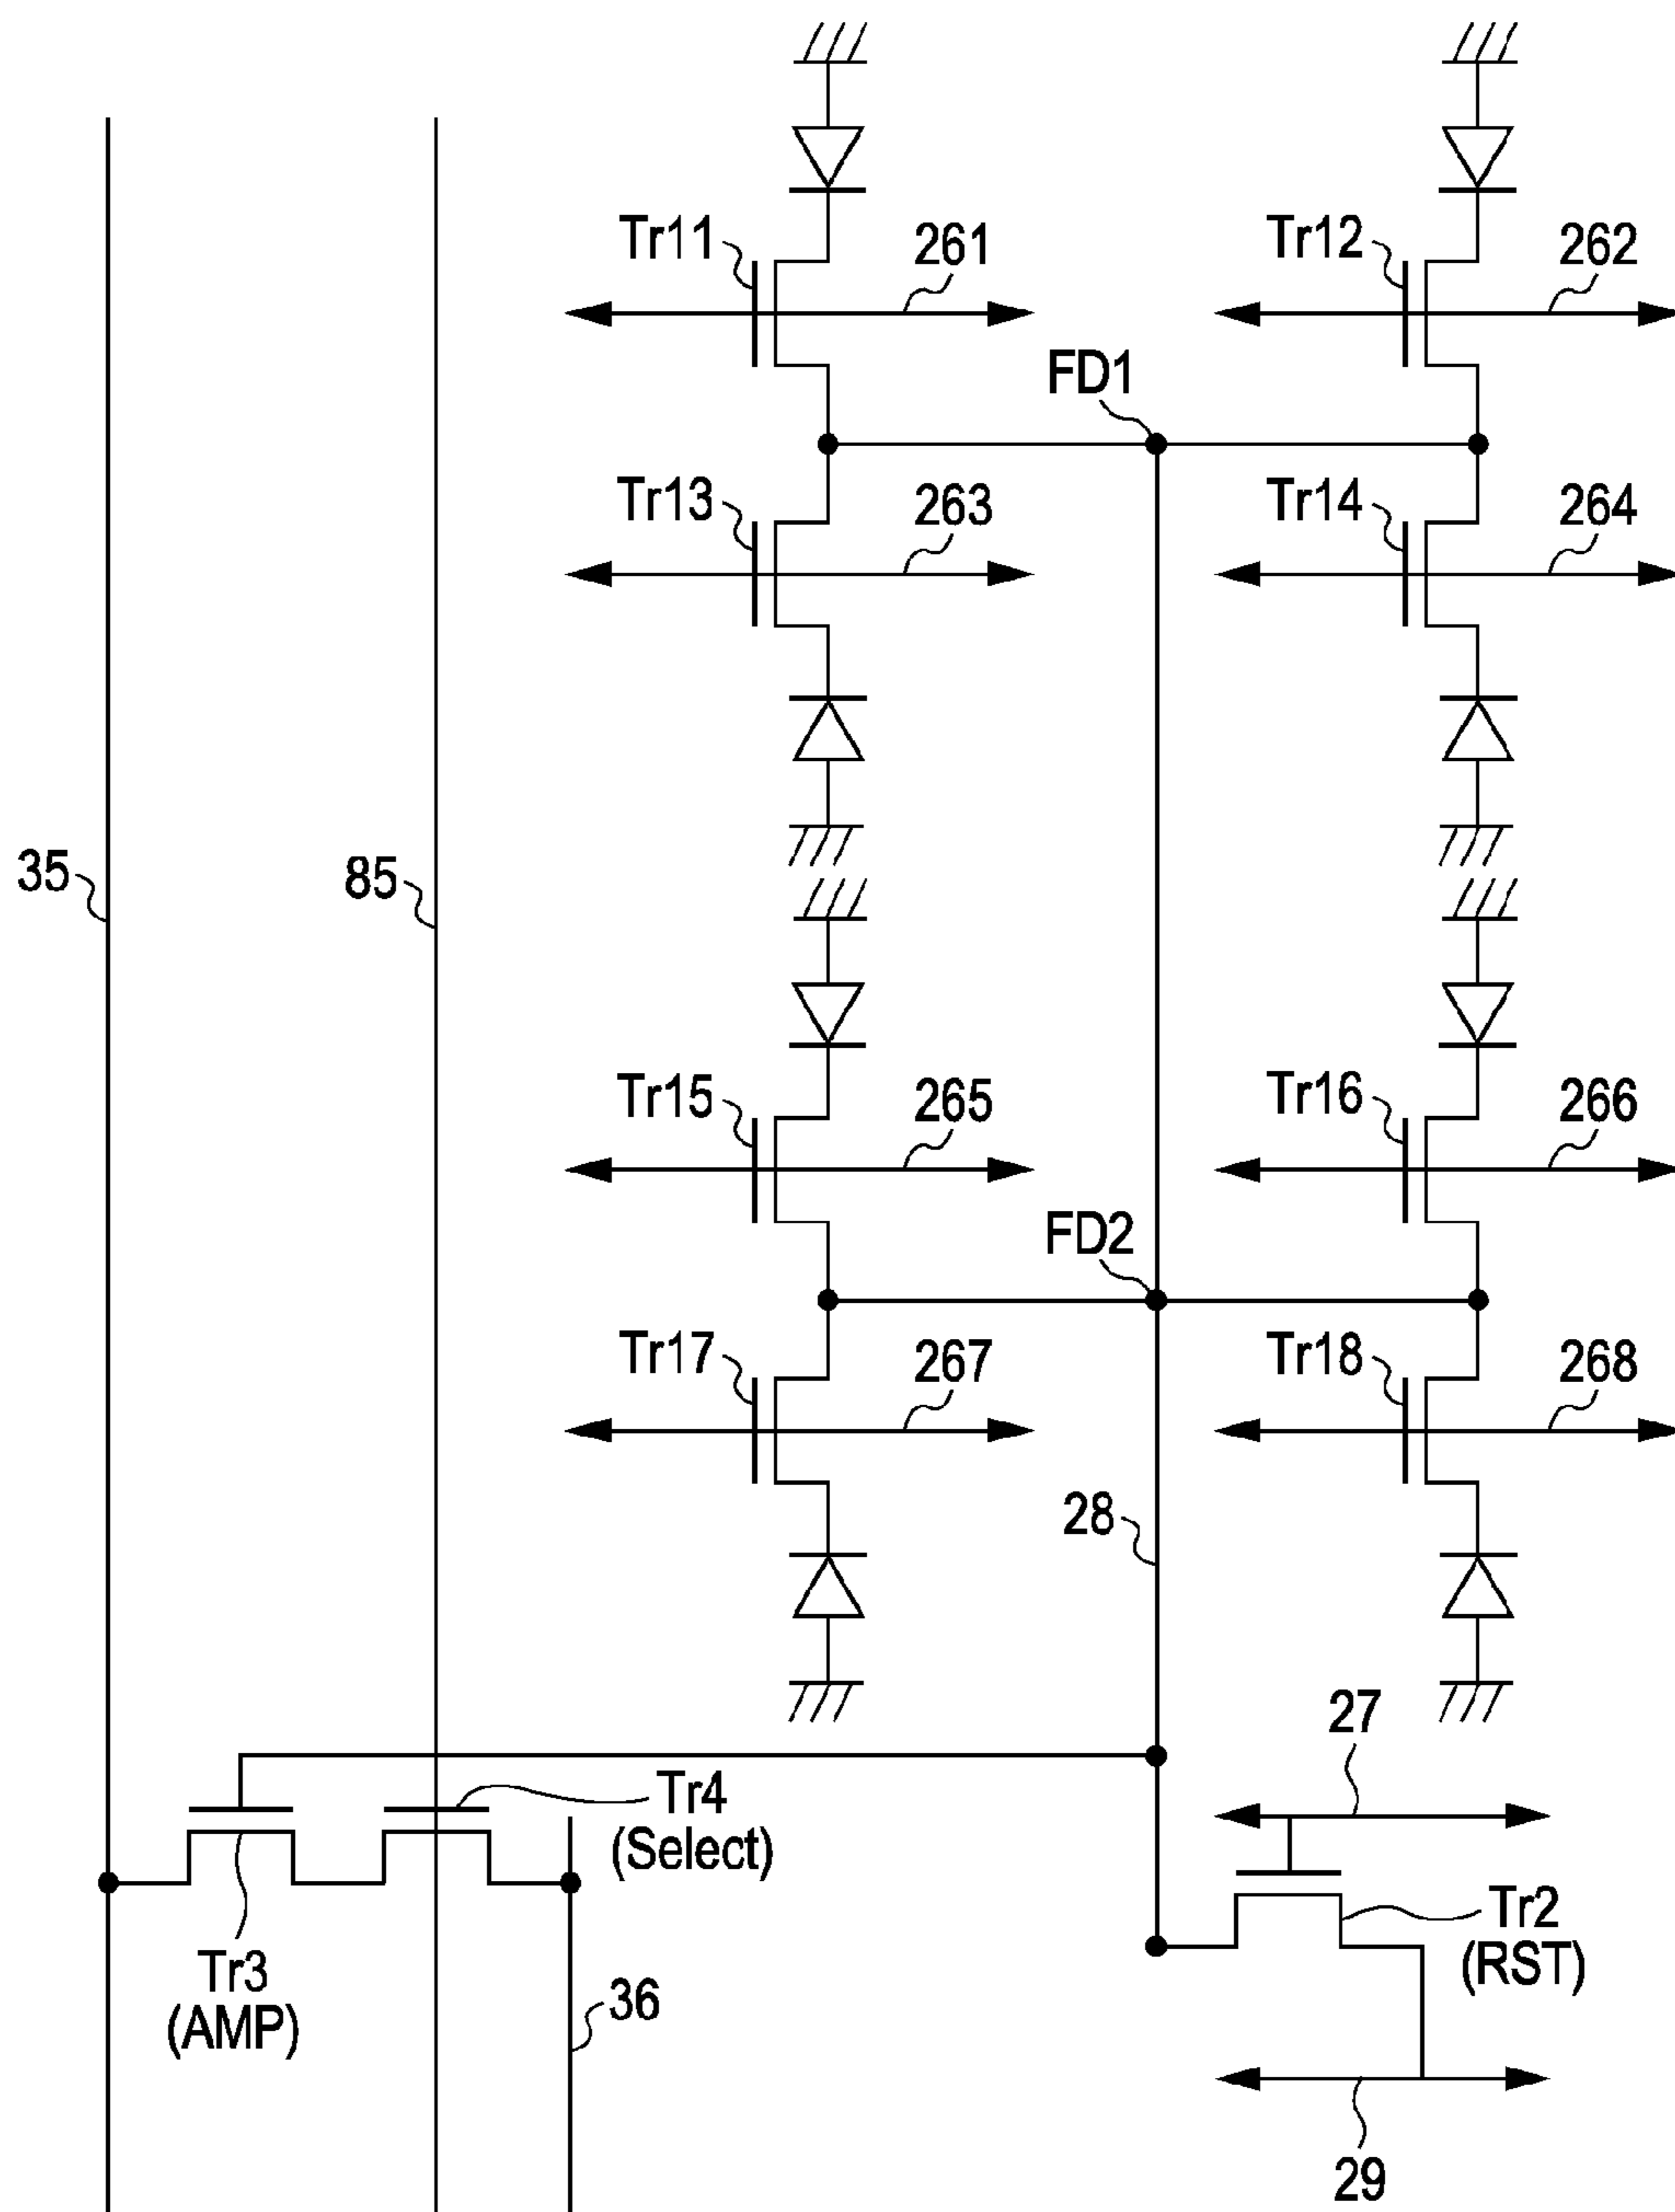 Tr11
261
Tr12
262
FD1
Tr13
263
Tr14
264
35
85
Tr15
265
Tr16
266
FD2
Tr17
267
Tr18
268
28
27
Tr4
(Select)
Tr2
(RST)
Tr3
(AMP)
36
29